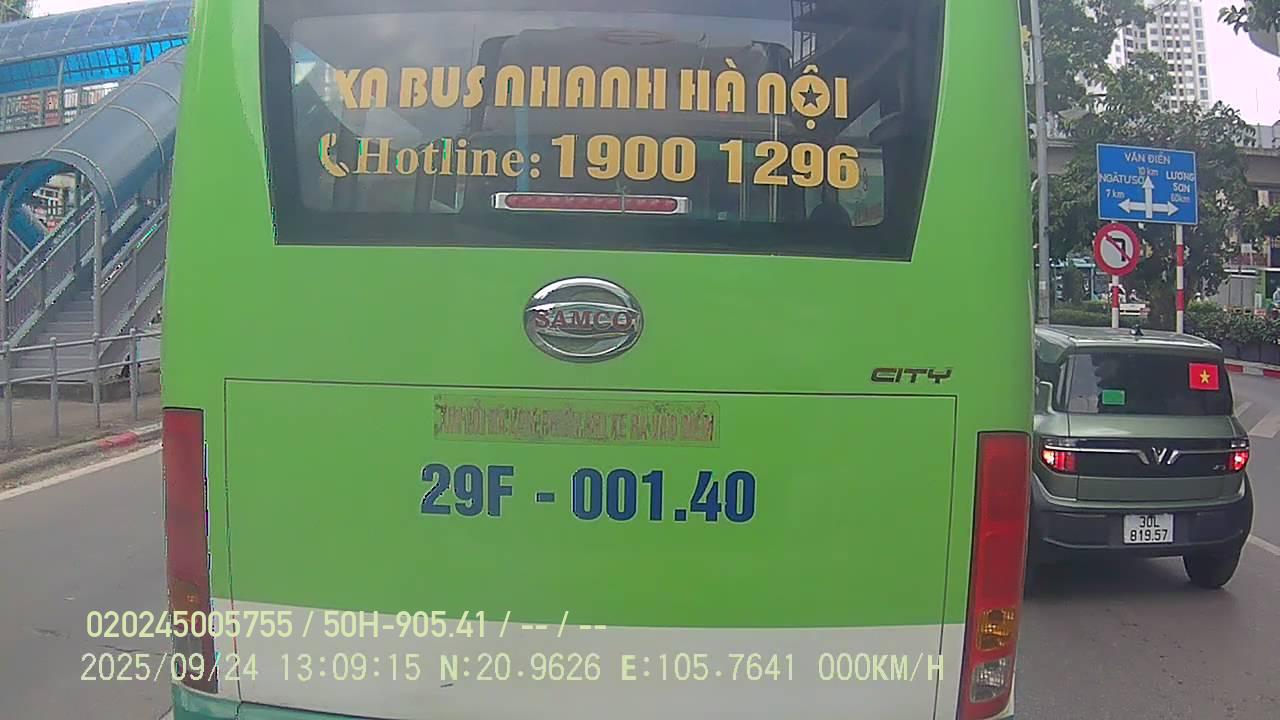 XN BUS NHANH HÀ NỘI
Hotline: 1900 1296
SAMCO
CITY
29F - 001.40
VĂN ĐIỂN
10 km
NGÃ TƯ SỞ
7 km
LƯƠNG
SƠN
60km
30L
819.57
020245005755 / 50H-905.41 / -- / --
2025/09/24 13:09:15 N:20.9626 E:105.7641 000KM/H